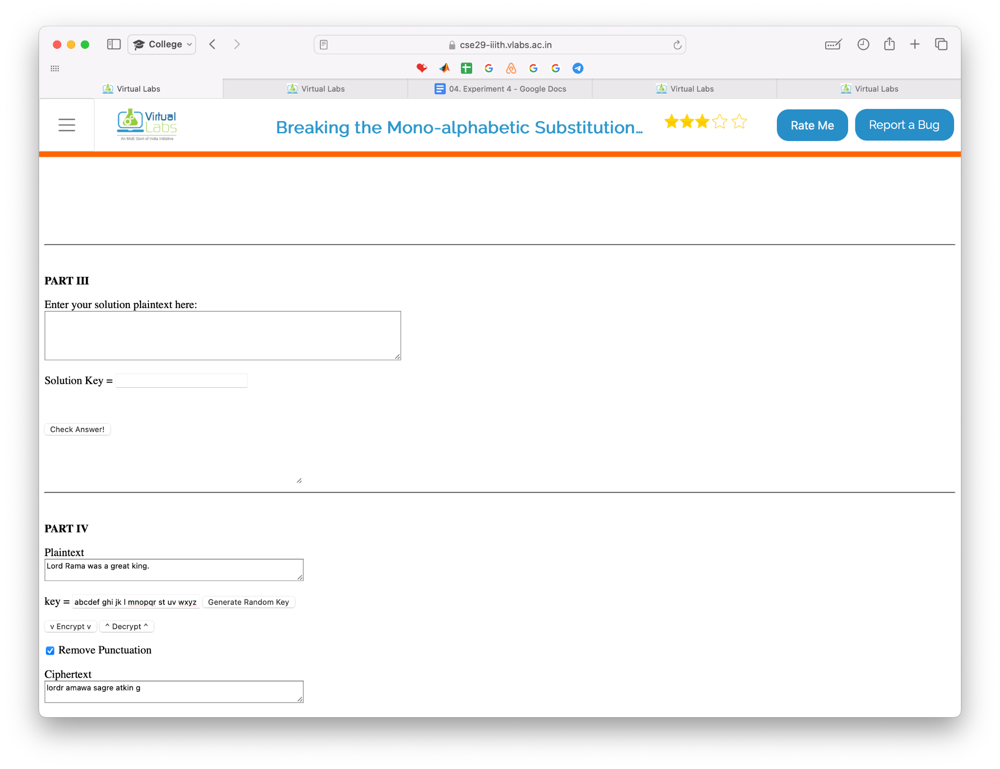 College
cse29-iiith.vlabs.ac.in
Virtual Labs
Virtual Labs
04. Experiment 4 - Google Docs
Virtual Labs
Virtual Labs
Virtual
Labs
An MoE Govt of India Initiative
Breaking the Mono-alphabetic Substitution...
Rate Me
Report a Bug
PART III
Enter your solution plaintext here:
Solution Key =
Check Answer!
PART IV
Plaintext
Lord Rama was a great king.
key = abcdef ghi jk l mnopqr st uv wxyz Generate Random Key
v Encrypt v ^ Decrypt ^
Remove Punctuation
Ciphertext
lordr amawa sagre atkin g